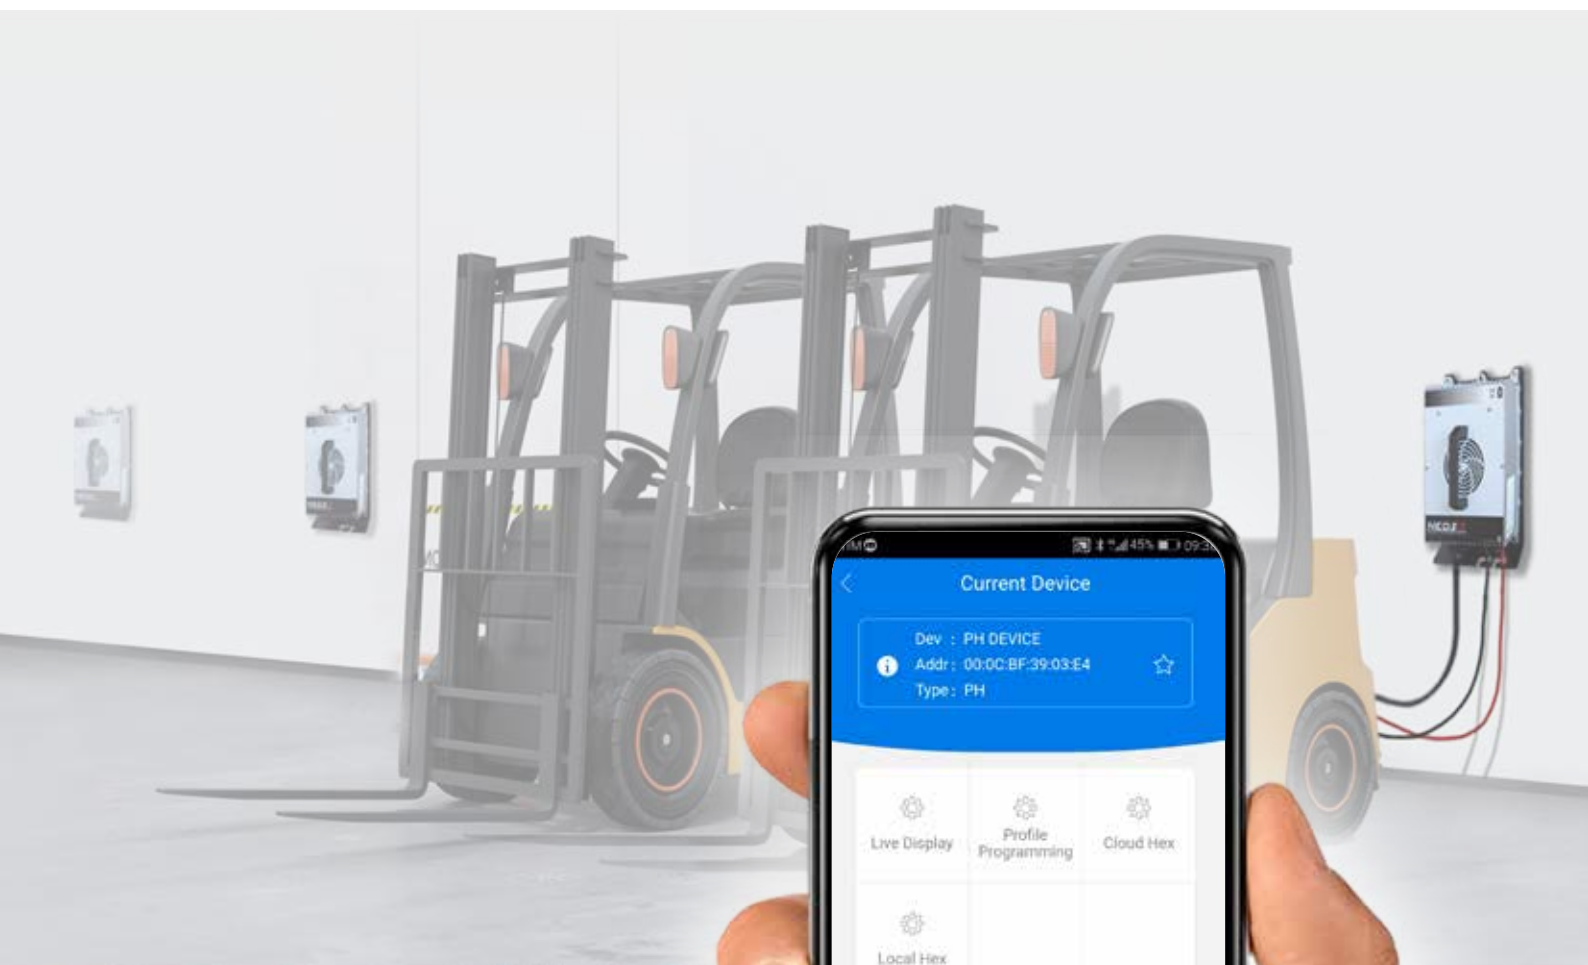 45%
Current Device
Dev : PH DEVICE
Addr : 00:0C:BF:39:03:E4
Type : PH
Live Display
Profile
Programming
Cloud Hex
Local Hex